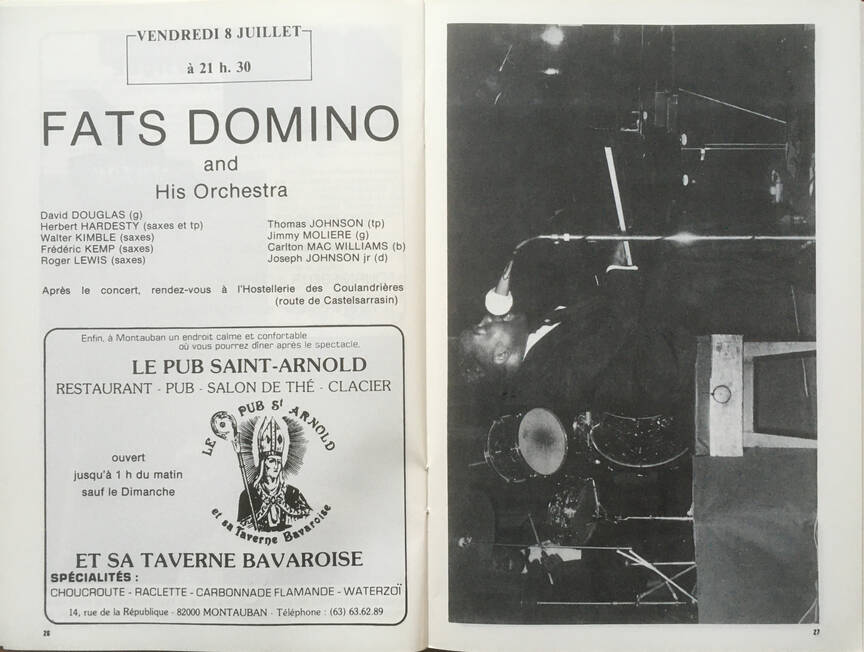 VENDREDI 8 JUILLET
à 21 h. 30
FATS DOMINO
and
His Orchestra
David DOUGLAS (g)
Herbert HARDESTY (saxes et tp)
Walter KIMBLE (saxes)
Frédéric KEMP (saxes)
Roger LEWIS (saxes)
Thomas JOHNSON (tp)
Jimmy MOLIERE (g)
Carlton MAC WILLIAMS (b)
Joseph JOHNSON jr (d)
Après le concert, rendez-vous à l'Hostellerie des Coulandrières
(route de Castelsarrasin)
Enfin, à Montauban un endroit calme et confortable
où vous pourrez dîner après le spectacle.
LE PUB SAINT-ARNOLD
RESTAURANT - PUB - SALON DE THÉ - CLACIER
LE PUB St ARNOLD
et sa Taverne Bavaroise
ouvert
jusqu'à 1 h du matin
sauf le Dimanche
ET SA TAVERNE BAVAROISE
SPÉCIALITÉS :
CHOUCROUTE - RACLETTE - CARBONNADE FLAMANDE - WATERZOÏ
14, rue de la République - 82000 MONTAUBAN - Téléphone : (63) 63.62.89
26
27